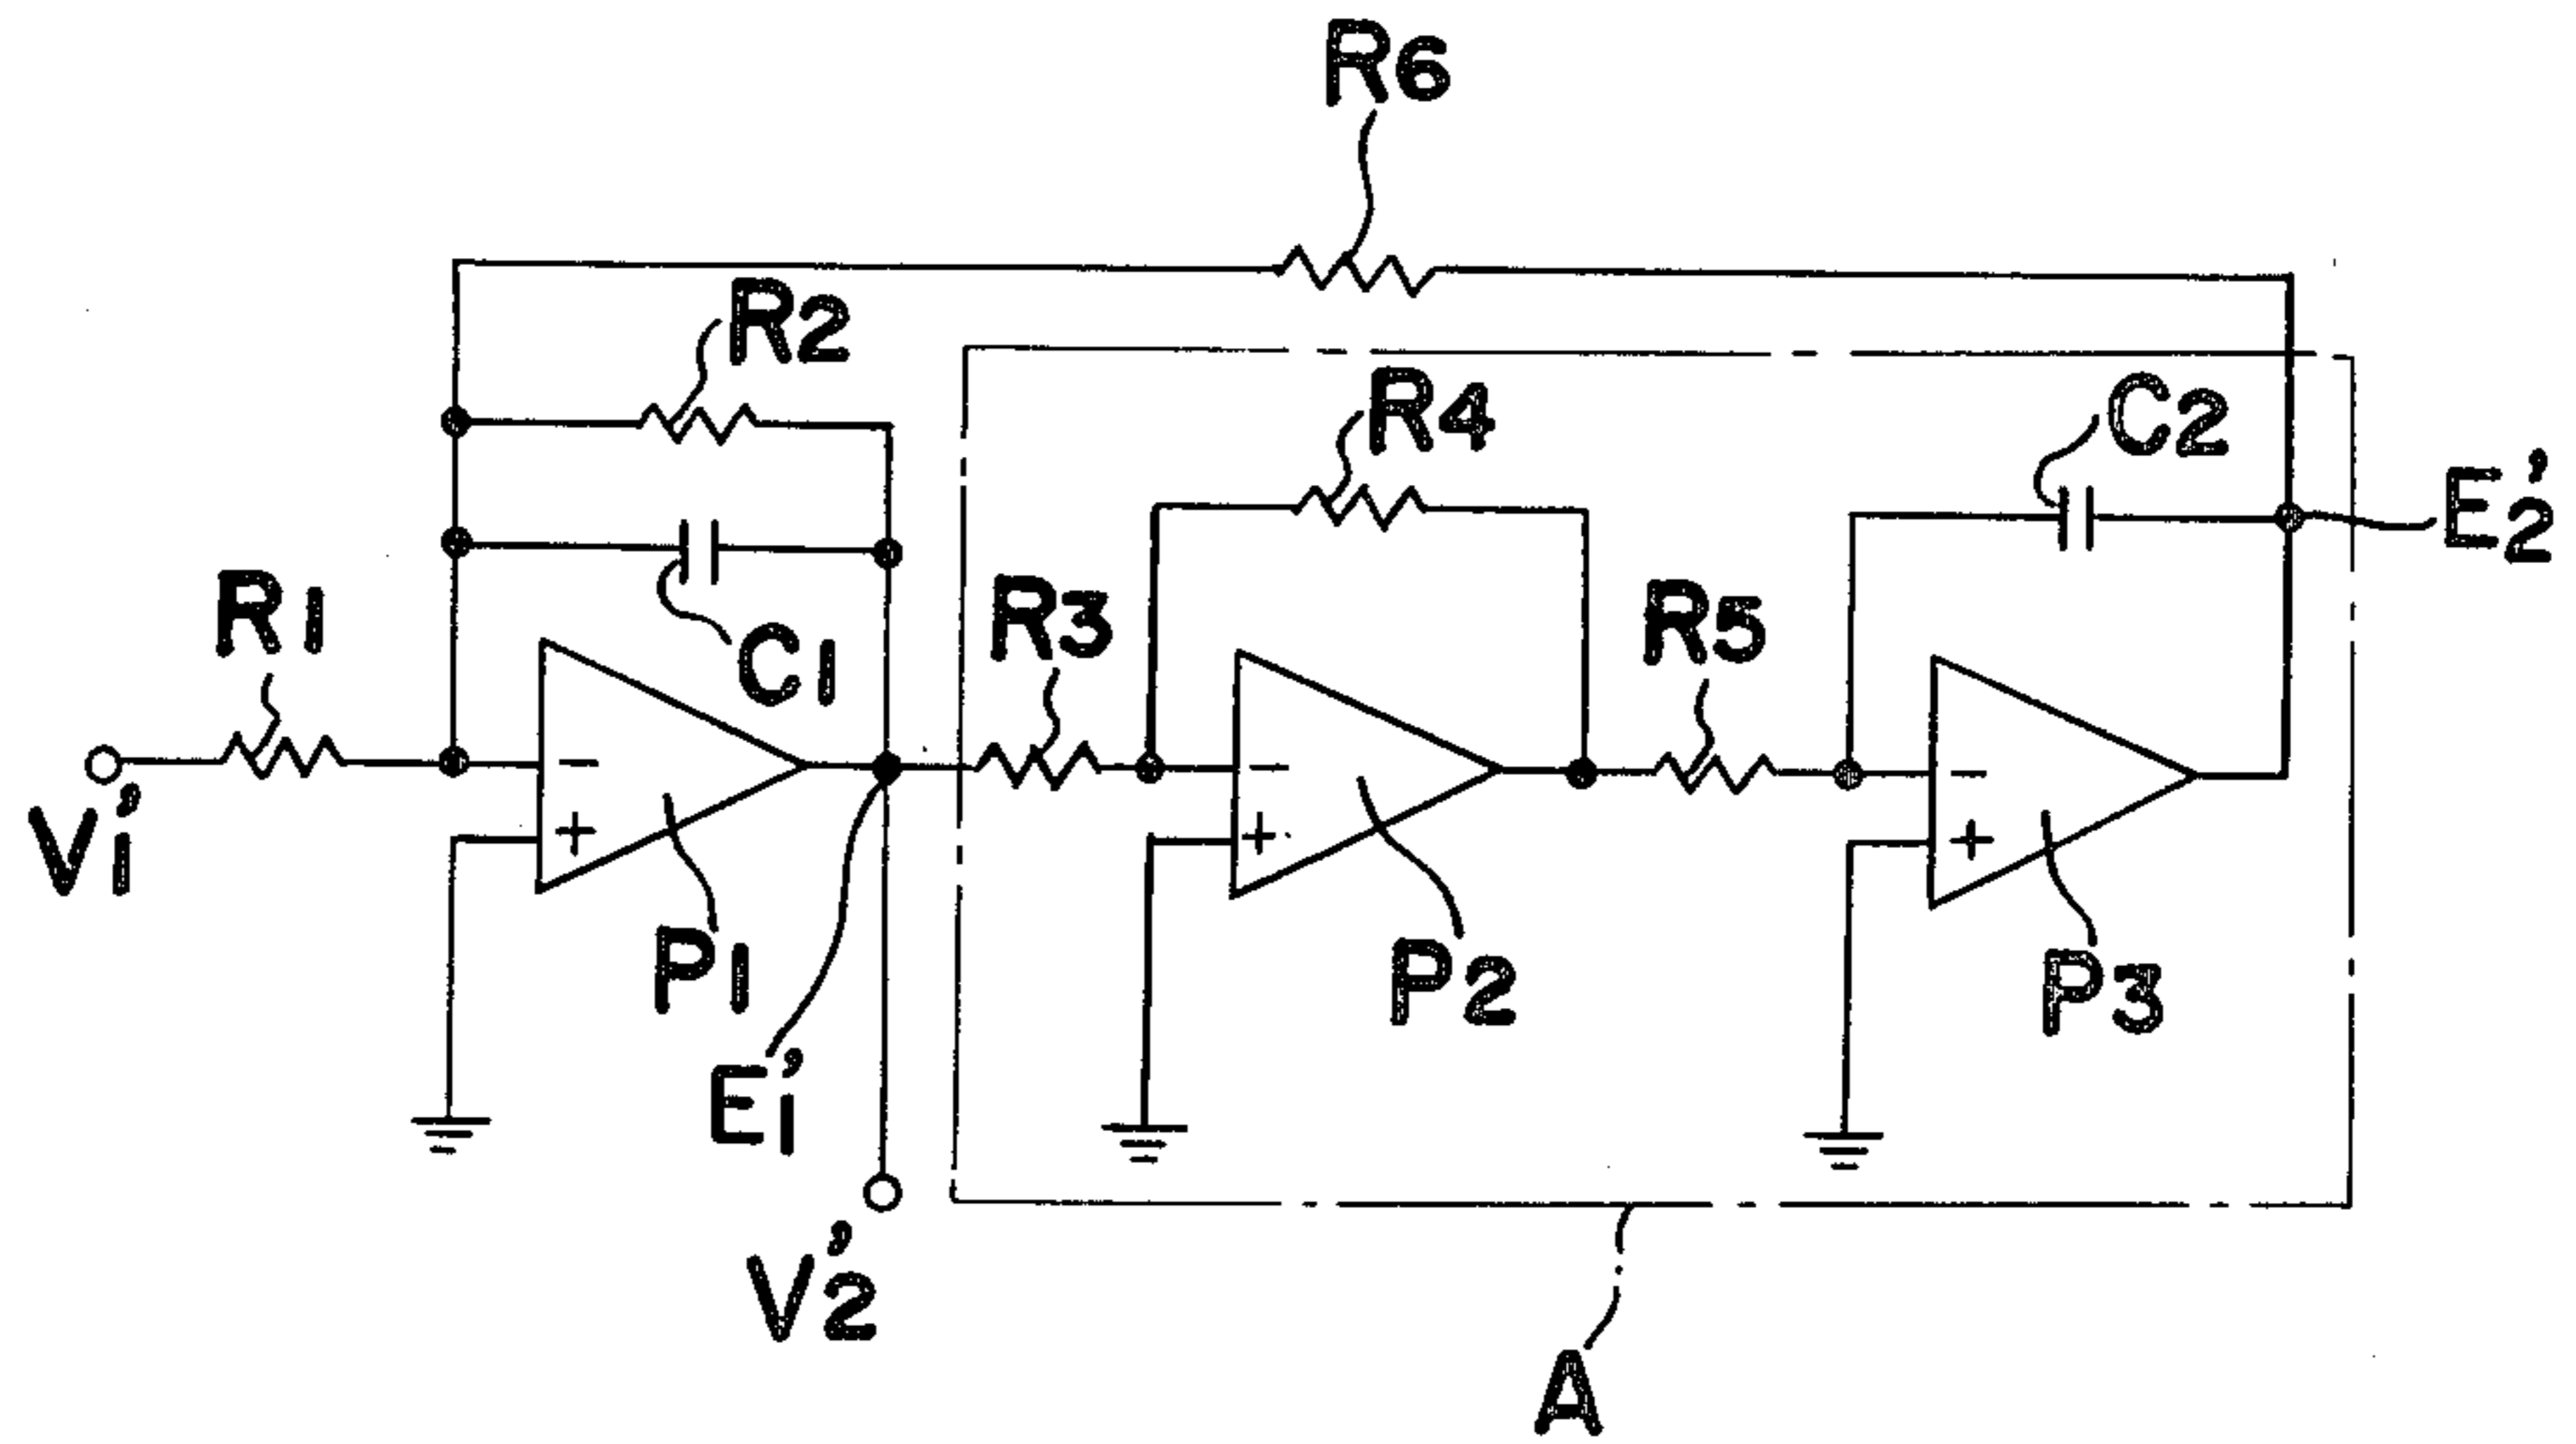 R6
R2
R4
C2
E2'
R1
C1
R3
R5
−
−
−
V1'
+
+
+
P1
P2
P3
E1'
V2'
A